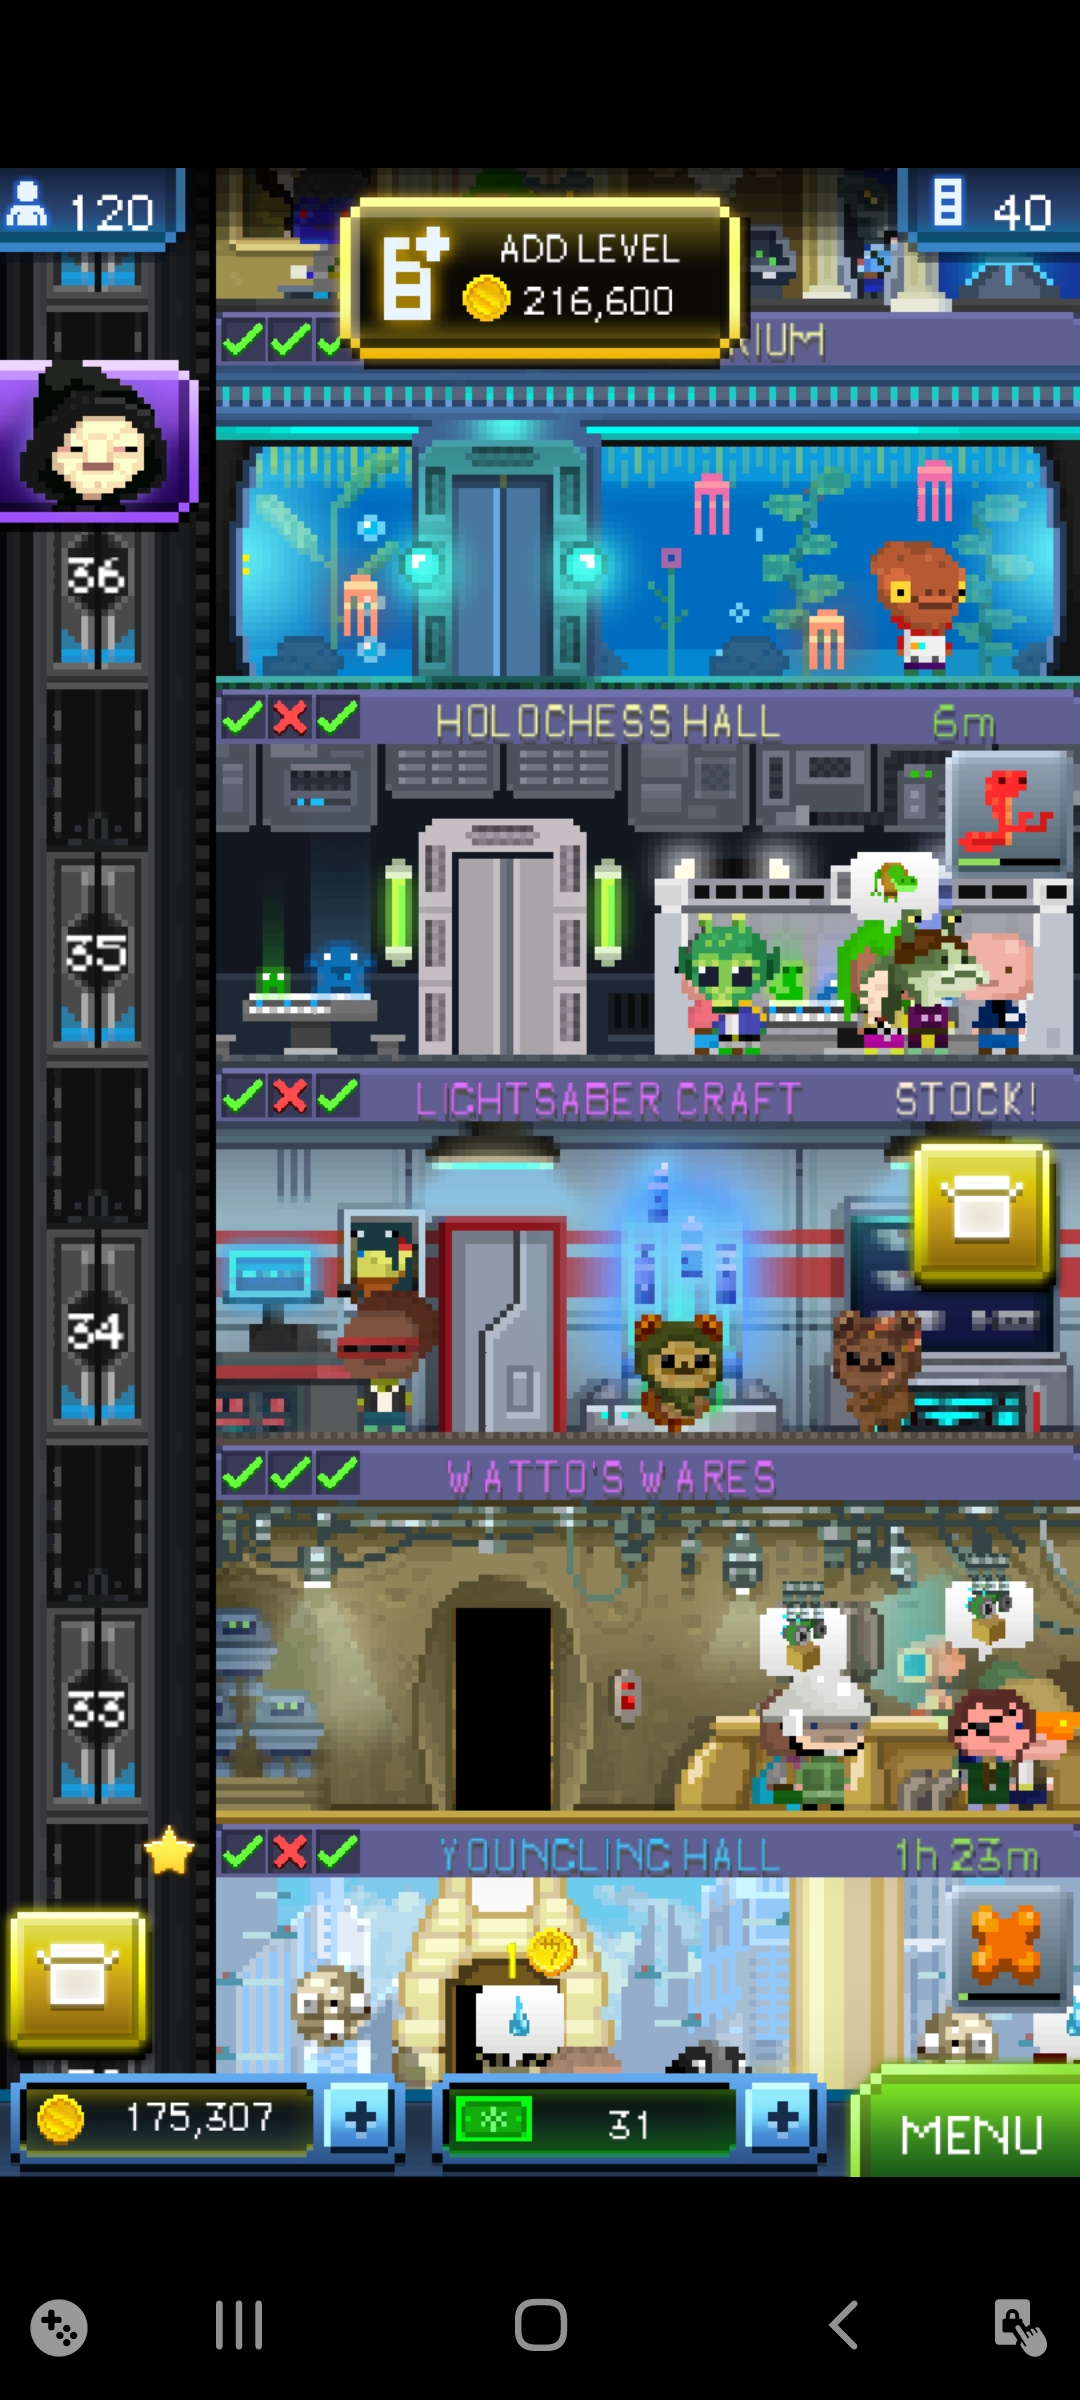 120
ADD LEVEL
216,600
40
RIUM
36
HOLOCHESS HALL
6m
35
LIGHTSABER CRAFT
STOCK!
34
WATTO'S WARES
33
YOUNGLING HALL
1h 23m
175,307
31
MENU